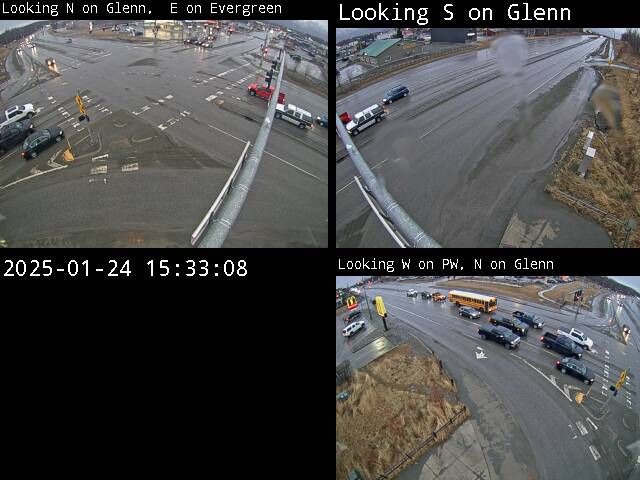 Looking N on Glenn,  E on Evergreen
Looking S on Glenn
2025-01-24 15:33:08
Looking W on PW, N on Glenn